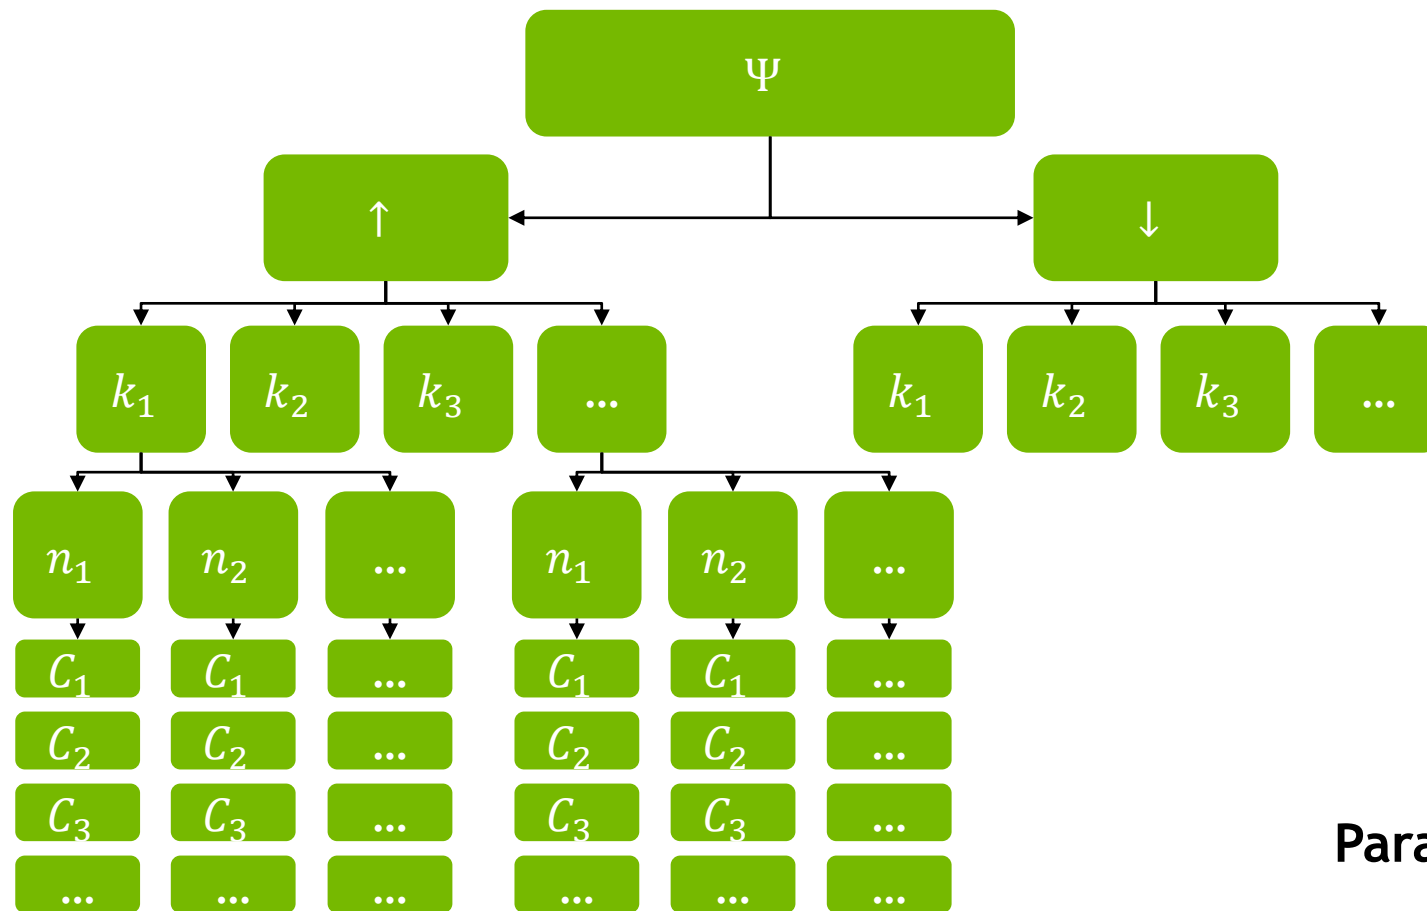 Ψ
↑ ↓
k₁ k₂ k₃ ... k₁ k₂ k₃ ...
n₁ n₂ ... n₁ n₂ ...
C₁ C₁ ... C₁ C₁ ...
C₂ C₂ ... C₂ C₂ ...
C₃ C₃ ... C₃ C₃ ...
... ... ... ... ... ...
Para